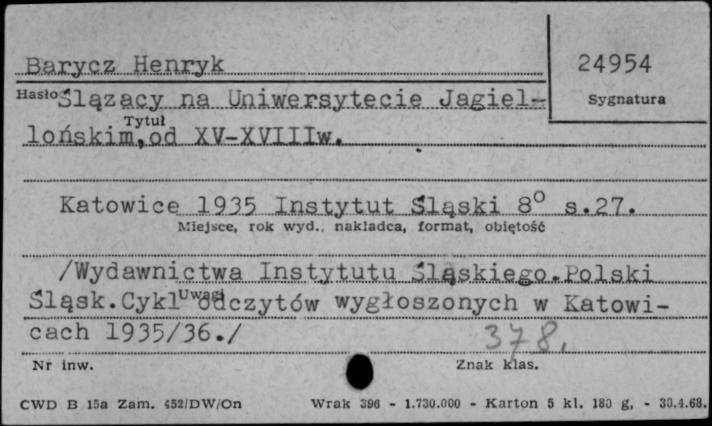 Barycz Henryk
24954
Hasło
Ślązacy na Uniwersytecie Jagiel-
Sygnatura
Tytuł
lońskim,od XV-XVIIIw.
Katowice 1935 Instytut Śląski 8° s.27.
Miejsce, rok wyd., nakładca, format, objętość
/Wydawnictwa Instytutu Śląskiego.Polski
Śląsk.Cykl odczytów wygłoszonych w Katowi-
Uwagi
cach 1935/36./
378.
Nr inw.
Znak klas.
CWD B 15a Zam. 452/DW/On
Wrak 396 - 1.730.000 - Karton 5 kl. 180 g, - 30.4.68.